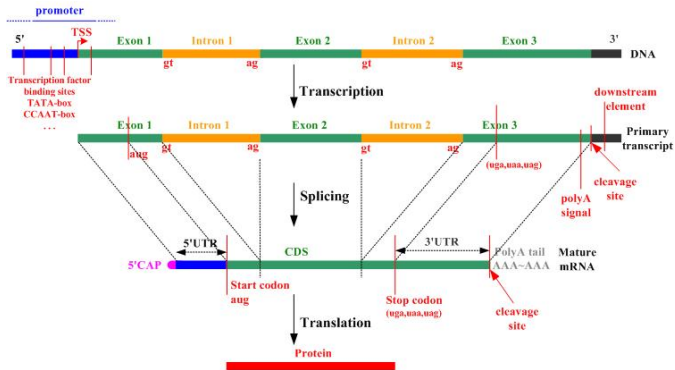 promoter
5' TSS Exon 1 Intron 1 Exon 2 Intron 2 Exon 3 3'
DNA
gt ag gt ag
Transcription factor
binding sites
TATA-box
CCAAT-box
...
Transcription
downstream
element
Exon 1 Intron 1 Exon 2 Intron 2 Exon 3
Primary
transcript
aug gt ag gt ag
(uga,uaa,uag)
cleavage
site
polyA
signal
Splicing
5'UTR CDS 3'UTR
5'CAP
PolyA tail
AAA~AAA
Mature
mRNA
Start codon
aug
Stop codon
(uga,uaa,uag)
cleavage
site
Translation
Protein